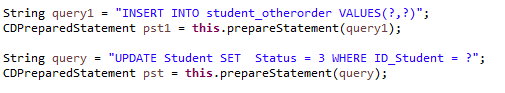 String query1 = "INSERT INTO student_otherorder VALUES(?,?)";
CDPreparedStatement pst1 = this.prepareStatement(query1);
String query = "UPDATE Student SET  Status = 3 WHERE ID_Student = ?";
CDPreparedStatement pst = this.prepareStatement(query);